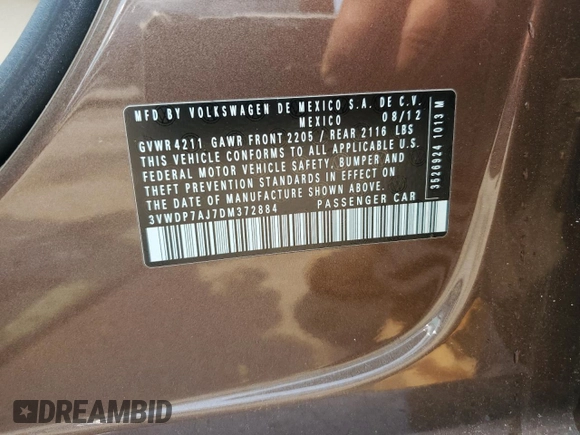 MFD BY VOLKSWAGEN DE MEXICO S.A. DE C.V.
MEXICO 08/12
GVWR 4211 GAWR FRONT 2205 / REAR 2116 LBS
THIS VEHICLE CONFORMS TO ALL APPLICABLE U.S.
FEDERAL MOTOR VEHICLE SAFETY, BUMPER AND
THEFT PREVENTION STANDARDS IN EFFECT ON
THE DATE OF MANUFACTURE SHOWN ABOVE.
3VWDP7AJ7DM372884 PASSENGER CAR
3526924 1013 M
DREAMBID